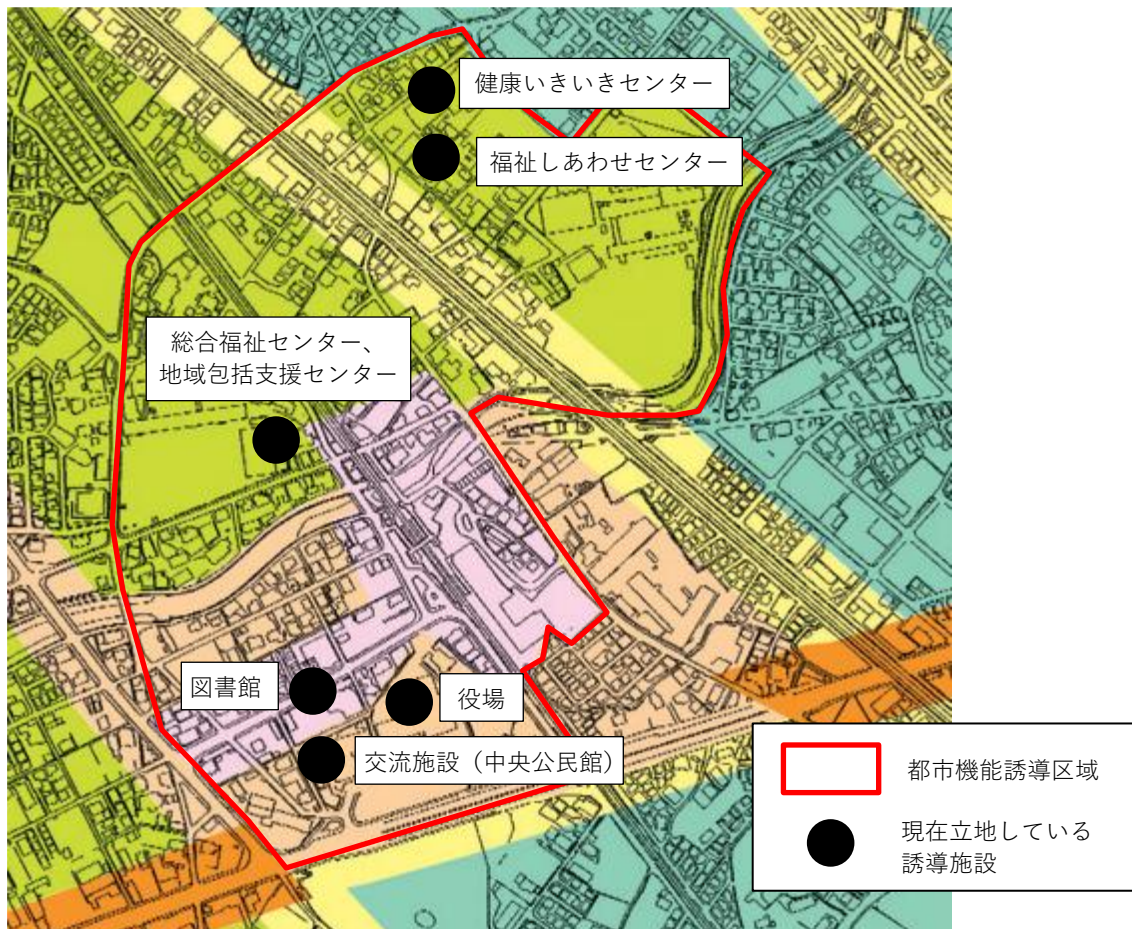 健康いきいきセンター
福祉しあわせセンター
総合福祉センター、
地域包括支援センター
図書館
役場
交流施設（中央公民館）
都市機能誘導区域
現在立地している
誘導施設